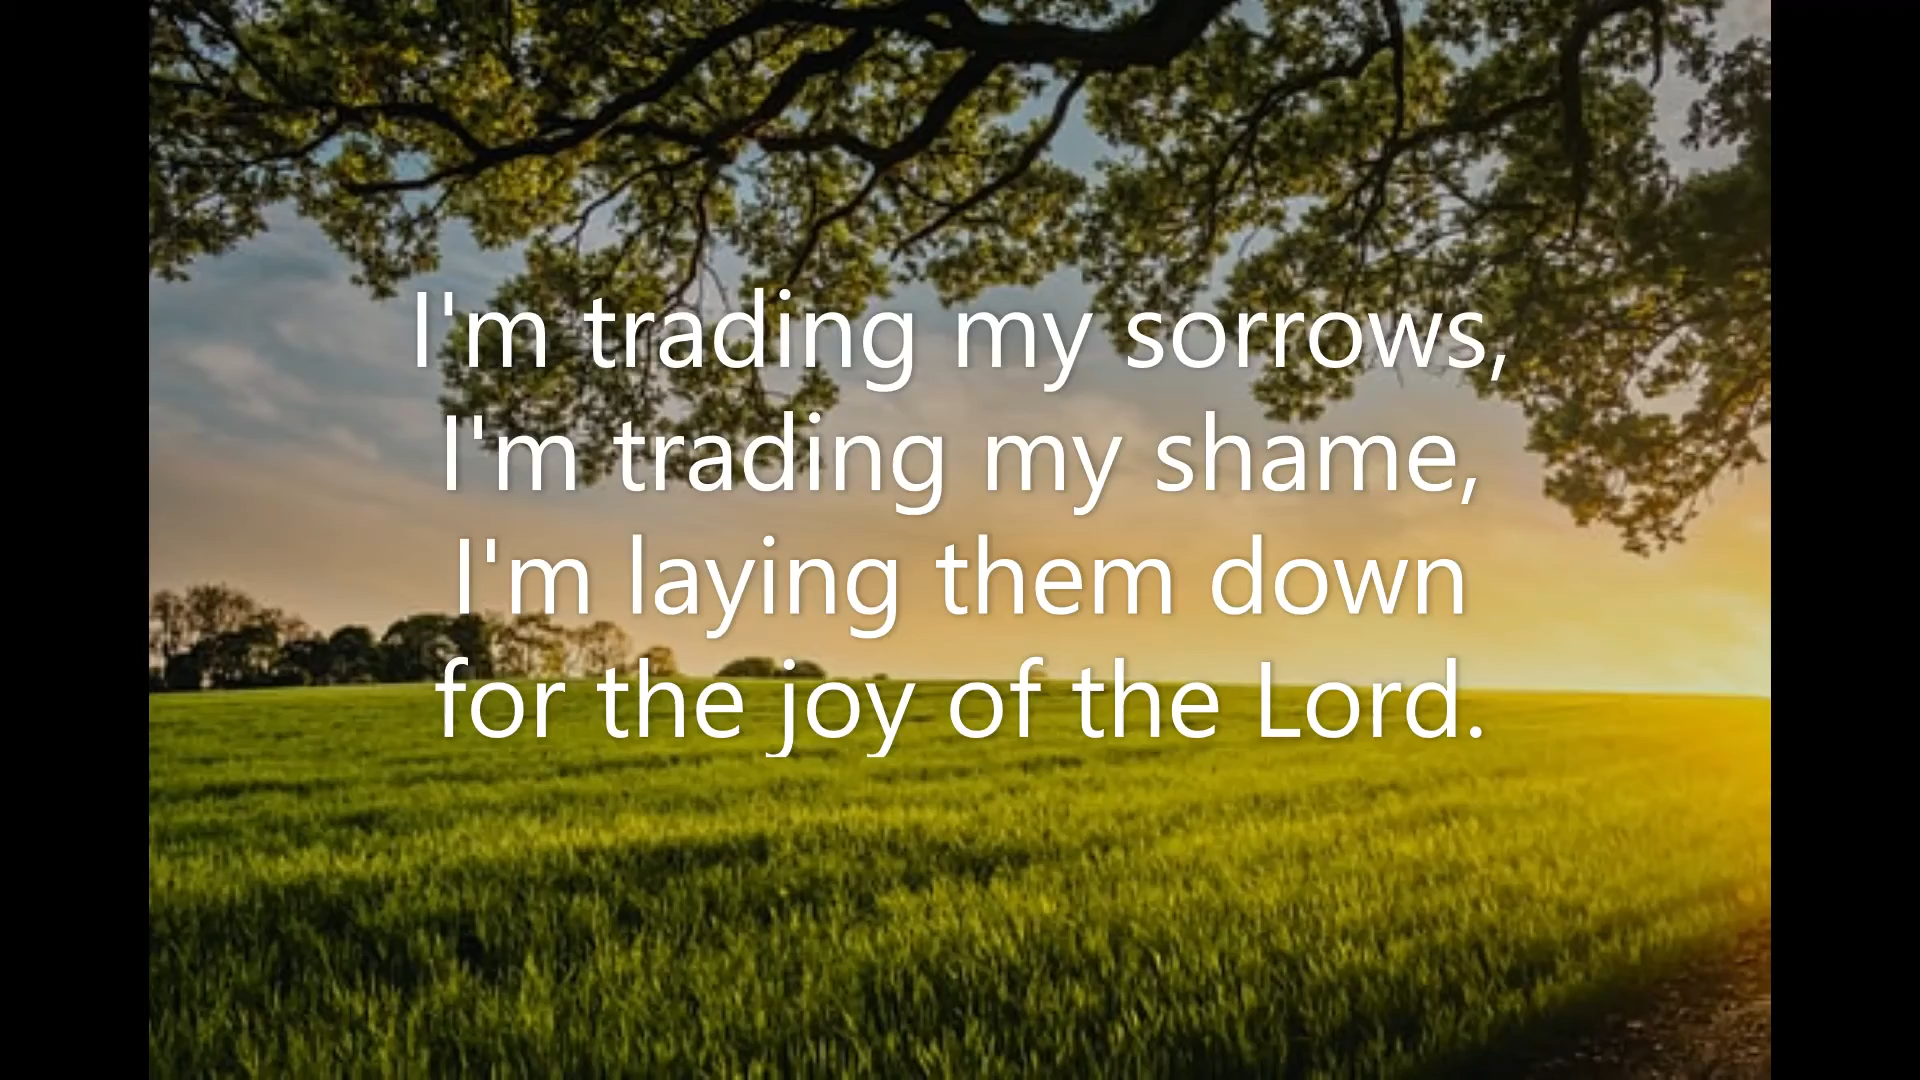 I'm trading my sorrows,
I'm trading my shame,
I'm laying them down
for the joy of the Lord.